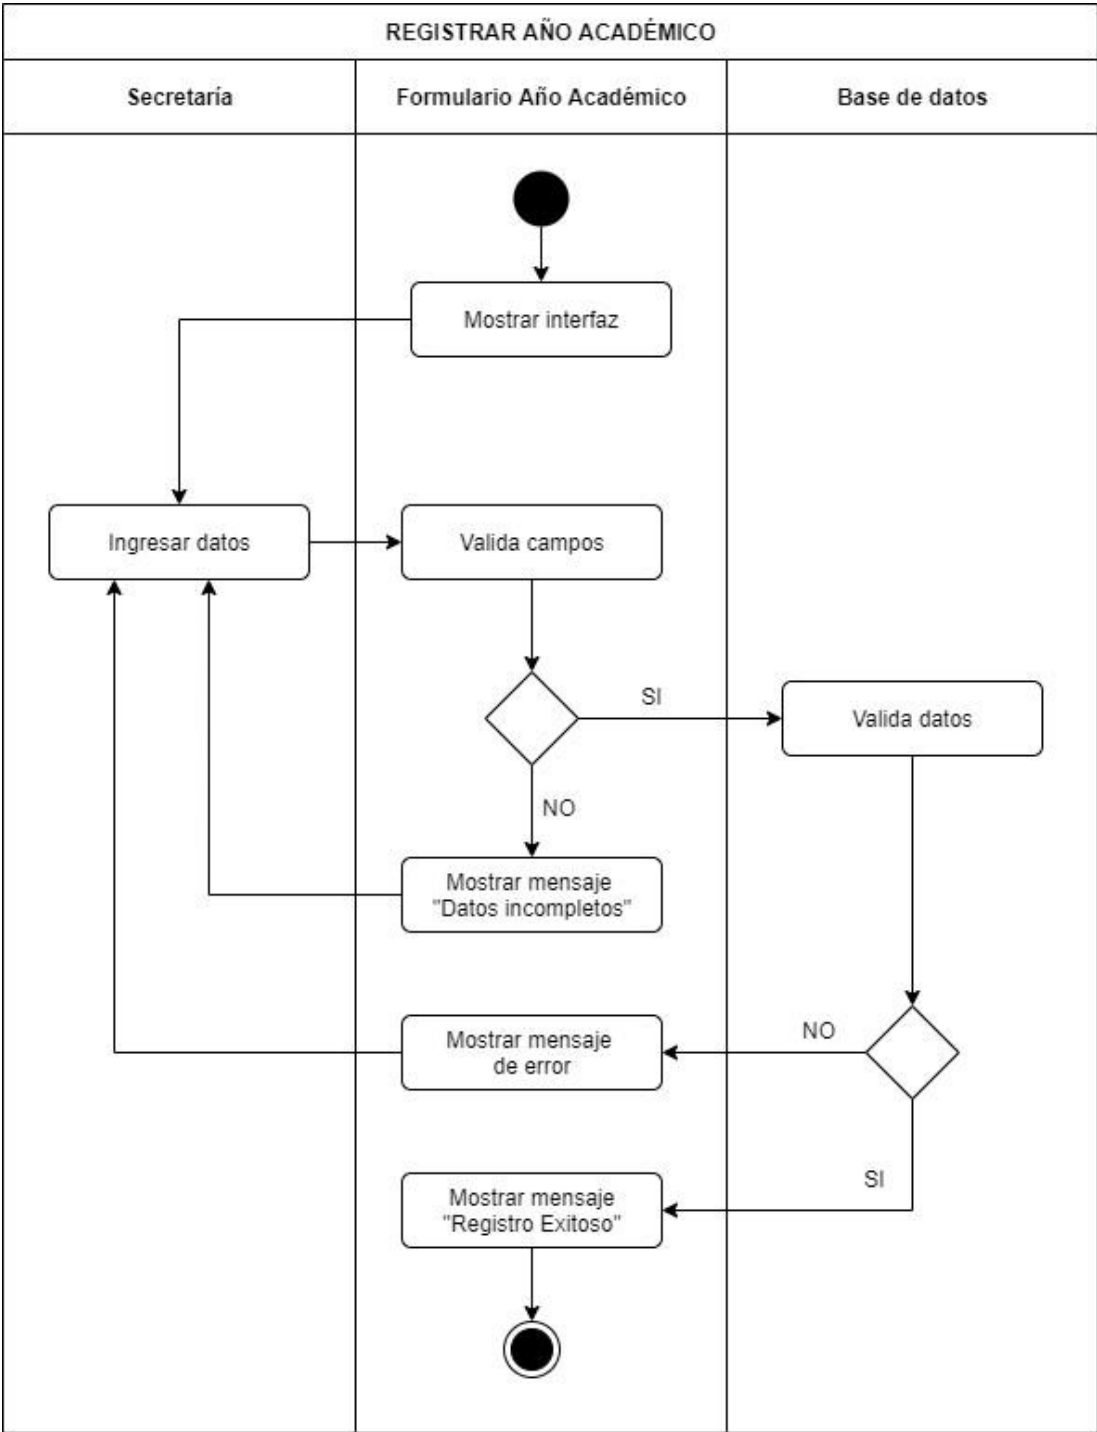 REGISTRAR AÑO ACADÉMICO
Secretaría
Formulario Año Académico
Base de datos
Mostrar interfaz
Ingresar datos
Valida campos
SI
Valida datos
NO
Mostrar mensaje
"Datos incompletos"
NO
Mostrar mensaje
de error
SI
Mostrar mensaje
"Registro Exitoso"